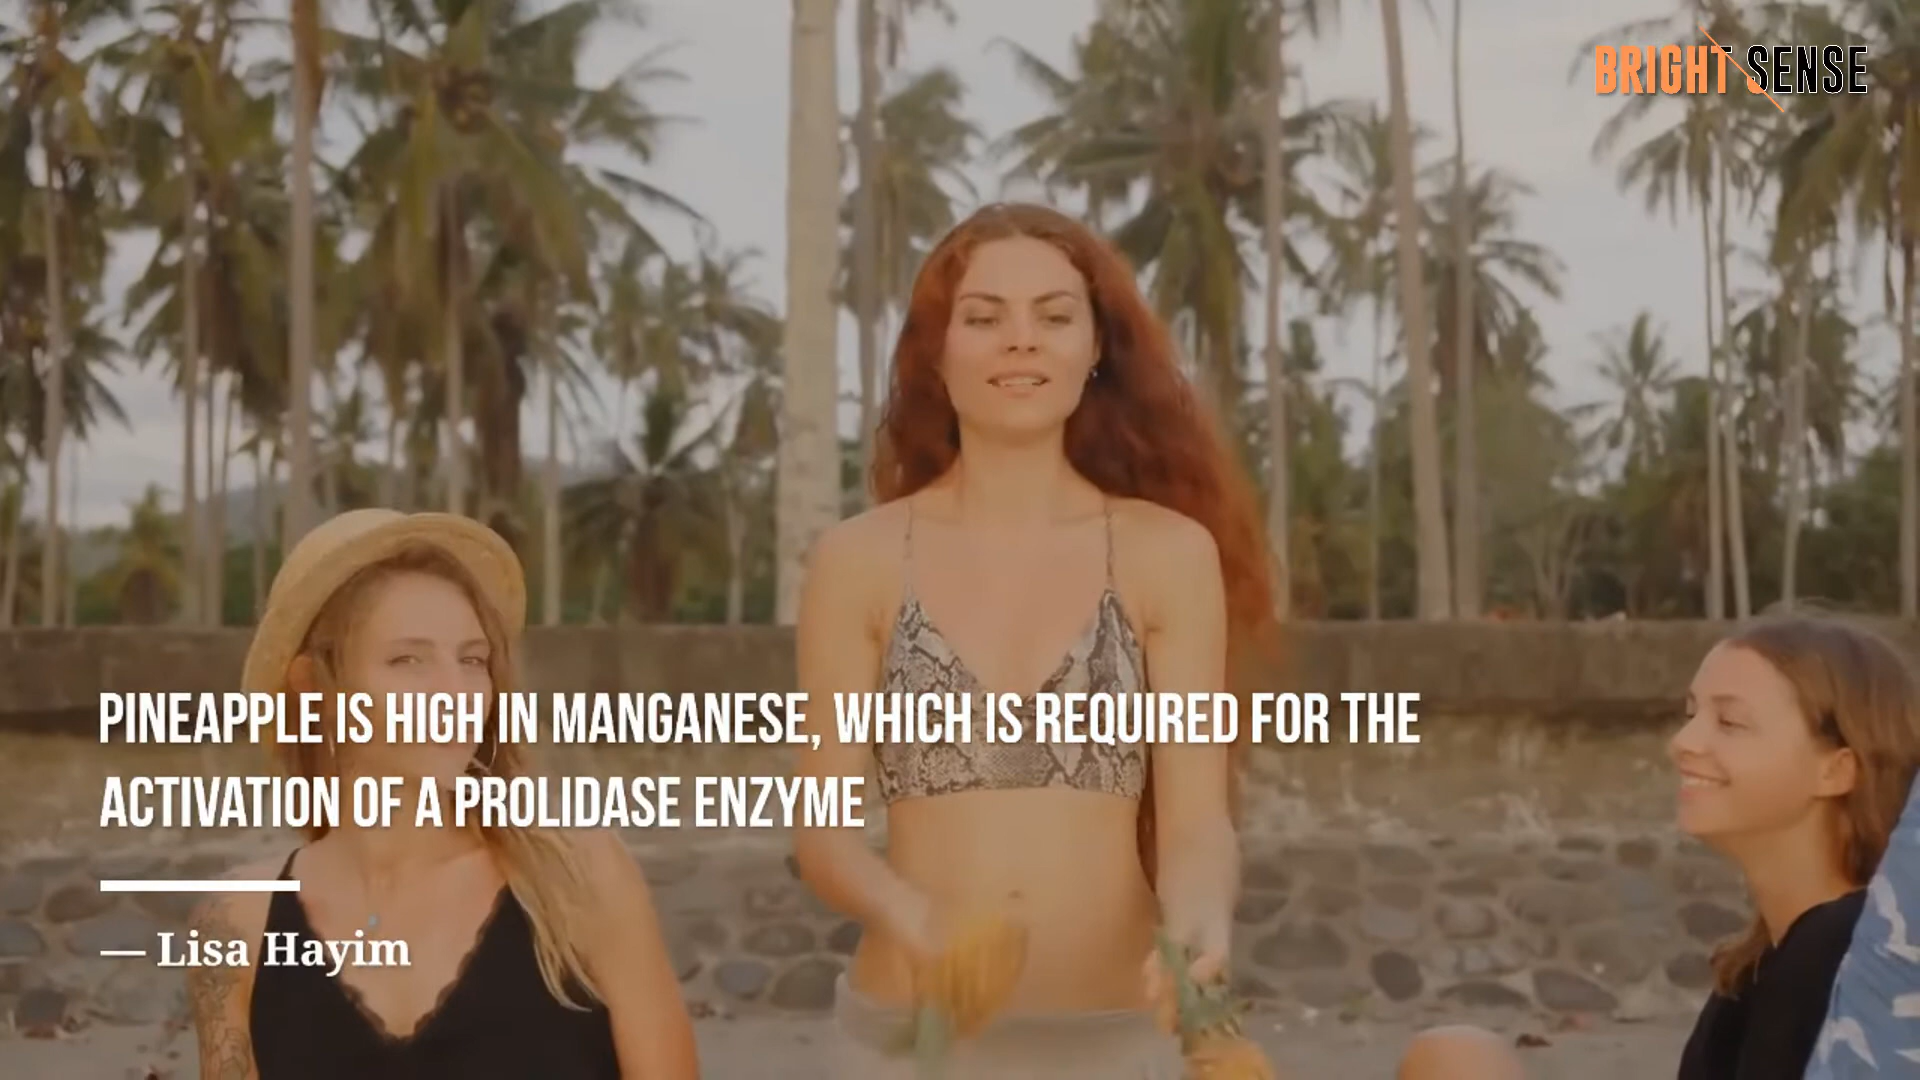 BRIGHT SENSE
PINEAPPLE IS HIGH IN MANGANESE, WHICH IS REQUIRED FOR THE
ACTIVATION OF A PROLIDASE ENZYME
— Lisa Hayim